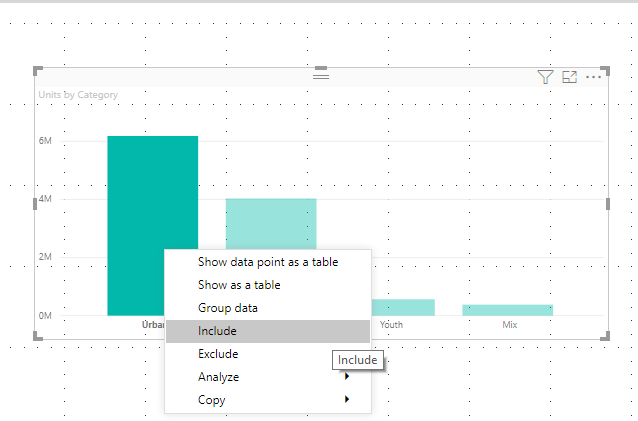 Units by Category
6M
4M
2M
0M
Youth
Mix
Show data point as a table
Show as a table
Group data
Include
Exclude
Include
Analyze
Copy